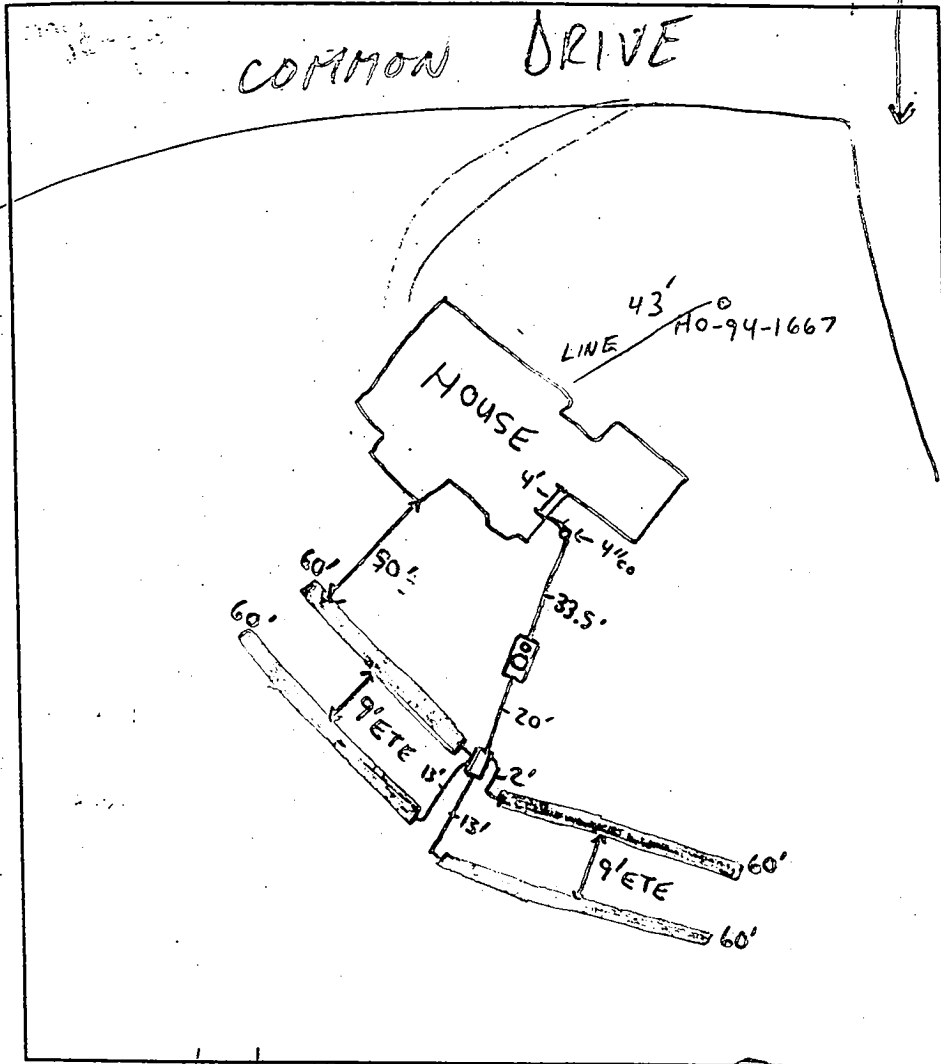 COMMON DRIVE
43'
HO-94-1667
LINE
HOUSE
4'
4"co
50'
60'
33.5'
60'
20'
9'ETE
13'
2'
13'
9'ETE
60'
60'